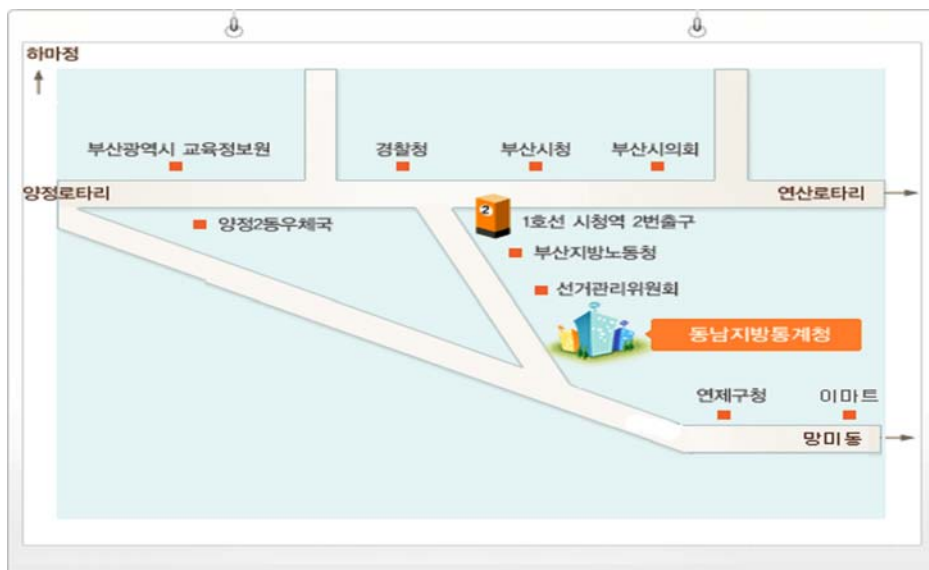 하마정
부산광역시 교육정보원
경찰청
부산시청
부산시의회
양정로타리
연산로타리
양정2동우체국
2
1호선 시청역 2번출구
부산지방노동청
선거관리위원회
동남지방통계청
연제구청
이마트
망미동